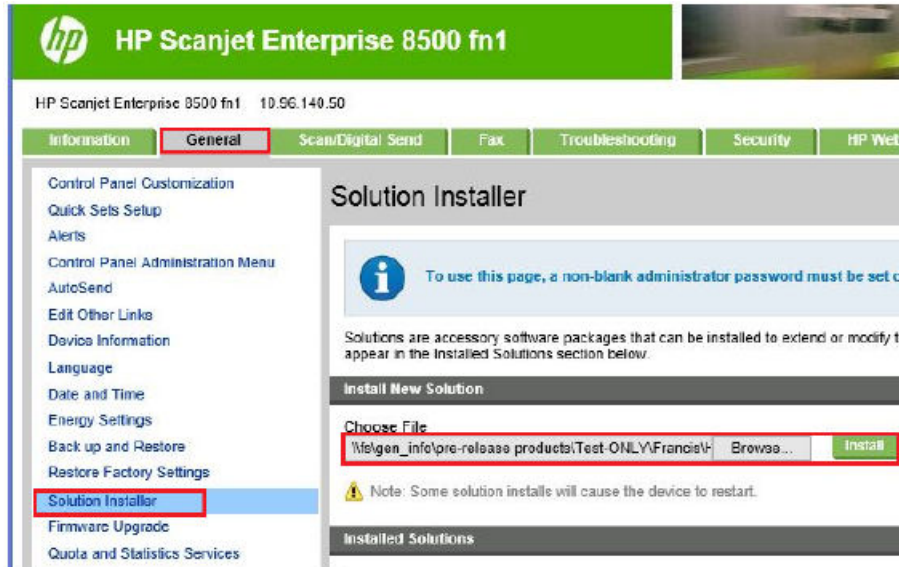 hp HP Scanjet Enterprise 8500 fn1
HP Scanjet Enterprise 8500 fn1 10.96.140.50
Information General Scan/Digital Send Fax Troubleshooting Security HP Web
Control Panel Customization
Quick Sets Setup
Alerts
Control Panel Administration Menu
AutoSend
Edit Other Links
Device Information
Language
Date and Time
Energy Settings
Back up and Restore
Restore Factory Settings
Solution Installer
Firmware Upgrade
Quota and Statistics Services
Solution Installer
To use this page, a non-blank administrator password must be set
Solutions are accessory software packages that can be installed to extend or modify
appear in the Installed Solutions section below.
Install New Solution
Choose File
\\fs\gen_info\pre-release products\Test-ONLY\Francis\ Browse... Install
Note: Some solution installs will cause the device to restart.
Installed Solutions